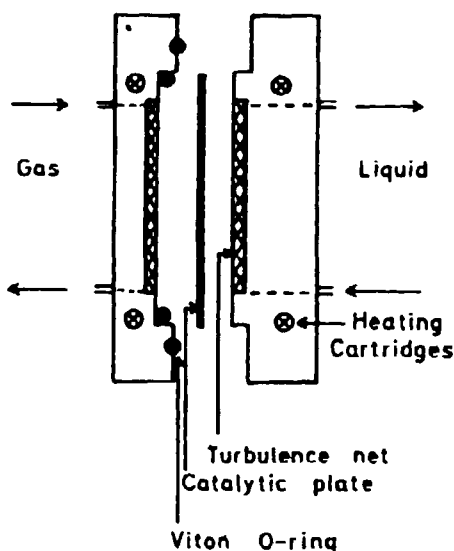 Gas
Liquid
Heating
Cartridges
Turbulence net
Catalytic plate
Viton O-ring